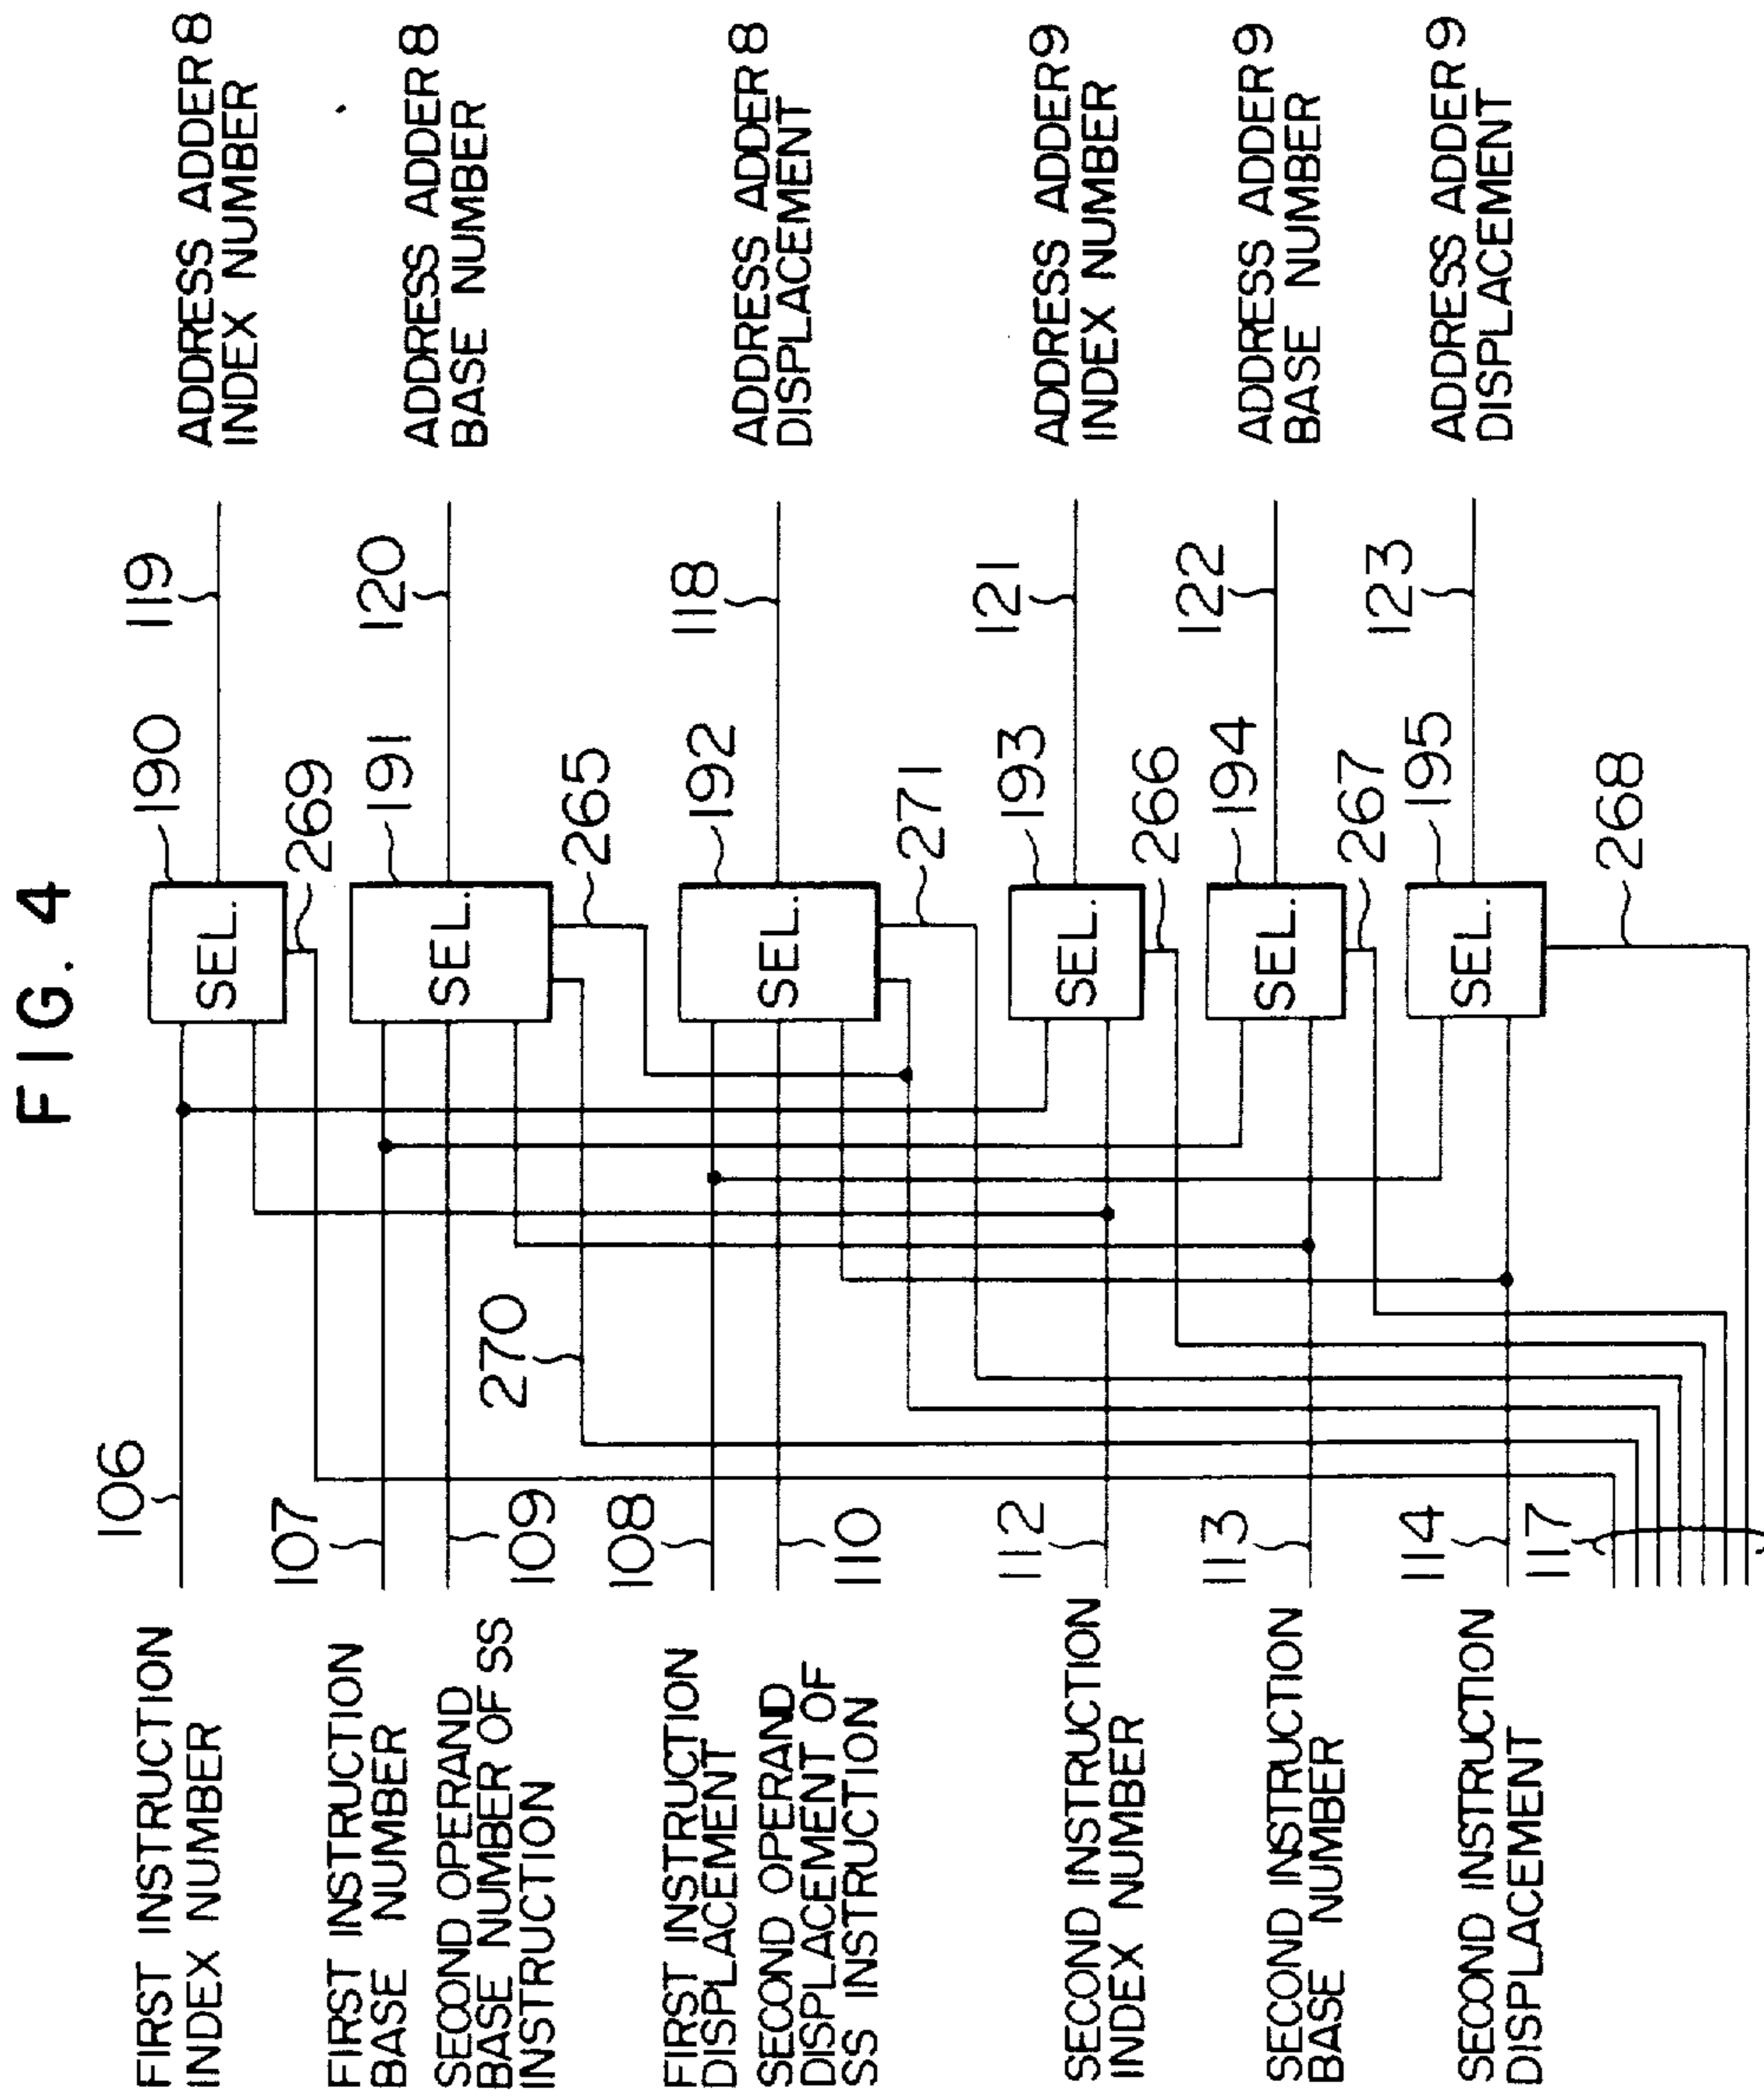 FIG. 4
FIRST INSTRUCTION
INDEX NUMBER
106
SEL.
190
269
119
ADDRESS ADDER 8
INDEX NUMBER
FIRST INSTRUCTION
BASE NUMBER
107
SECOND OPERAND
BASE NUMBER OF SS
INSTRUCTION
109
270
SEL.
191
265
120
ADDRESS ADDER 8
BASE NUMBER
FIRST INSTRUCTION
DISPLACEMENT
108
SECOND OPERAND
DISPLACEMENT OF
SS INSTRUCTION
110
SEL.
192
271
118
ADDRESS ADDER 8
DISPLACEMENT
SECOND INSTRUCTION
INDEX NUMBER
112
SEL.
193
266
121
ADDRESS ADDER 9
INDEX NUMBER
SECOND INSTRUCTION
BASE NUMBER
113
SEL.
194
267
122
ADDRESS ADDER 9
BASE NUMBER
SECOND INSTRUCTION
DISPLACEMENT
114
117
SEL.
195
268
123
ADDRESS ADDER 9
DISPLACEMENT